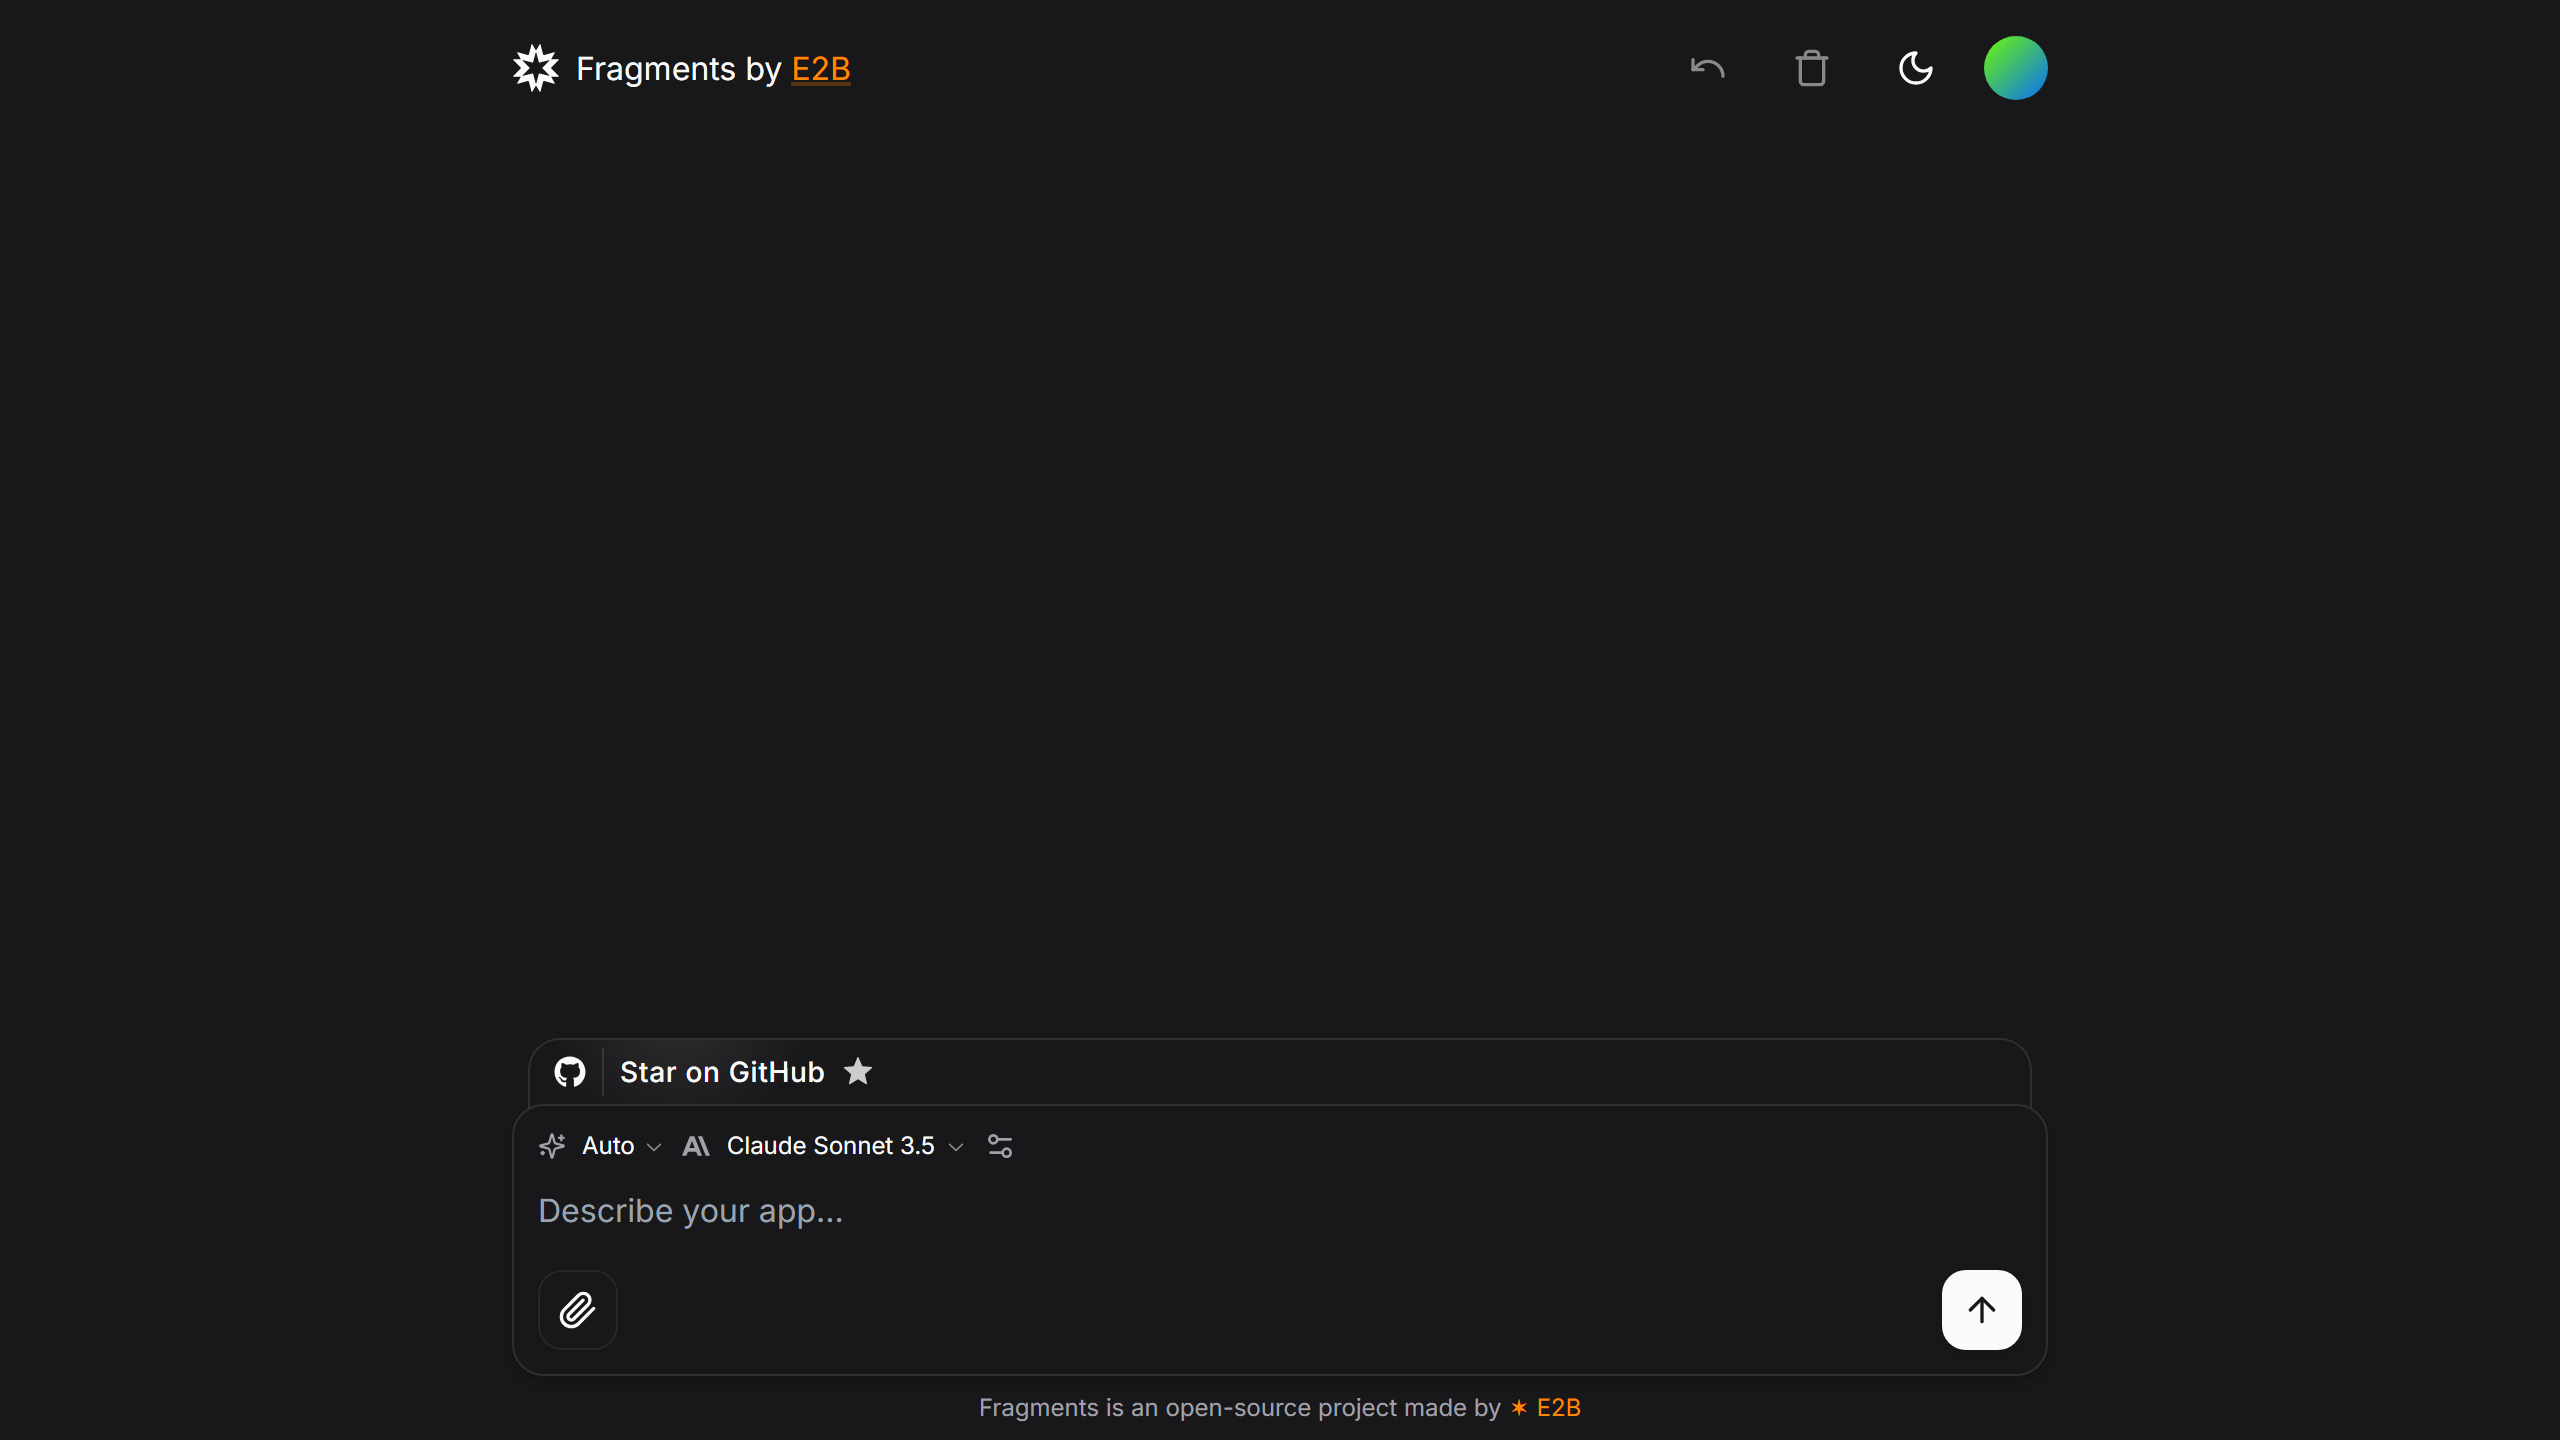 Fragments by E2B
Star on GitHub
Auto
Claude Sonnet 3.5
Describe your app...
Fragments is an open-source project made by ✶ E2B